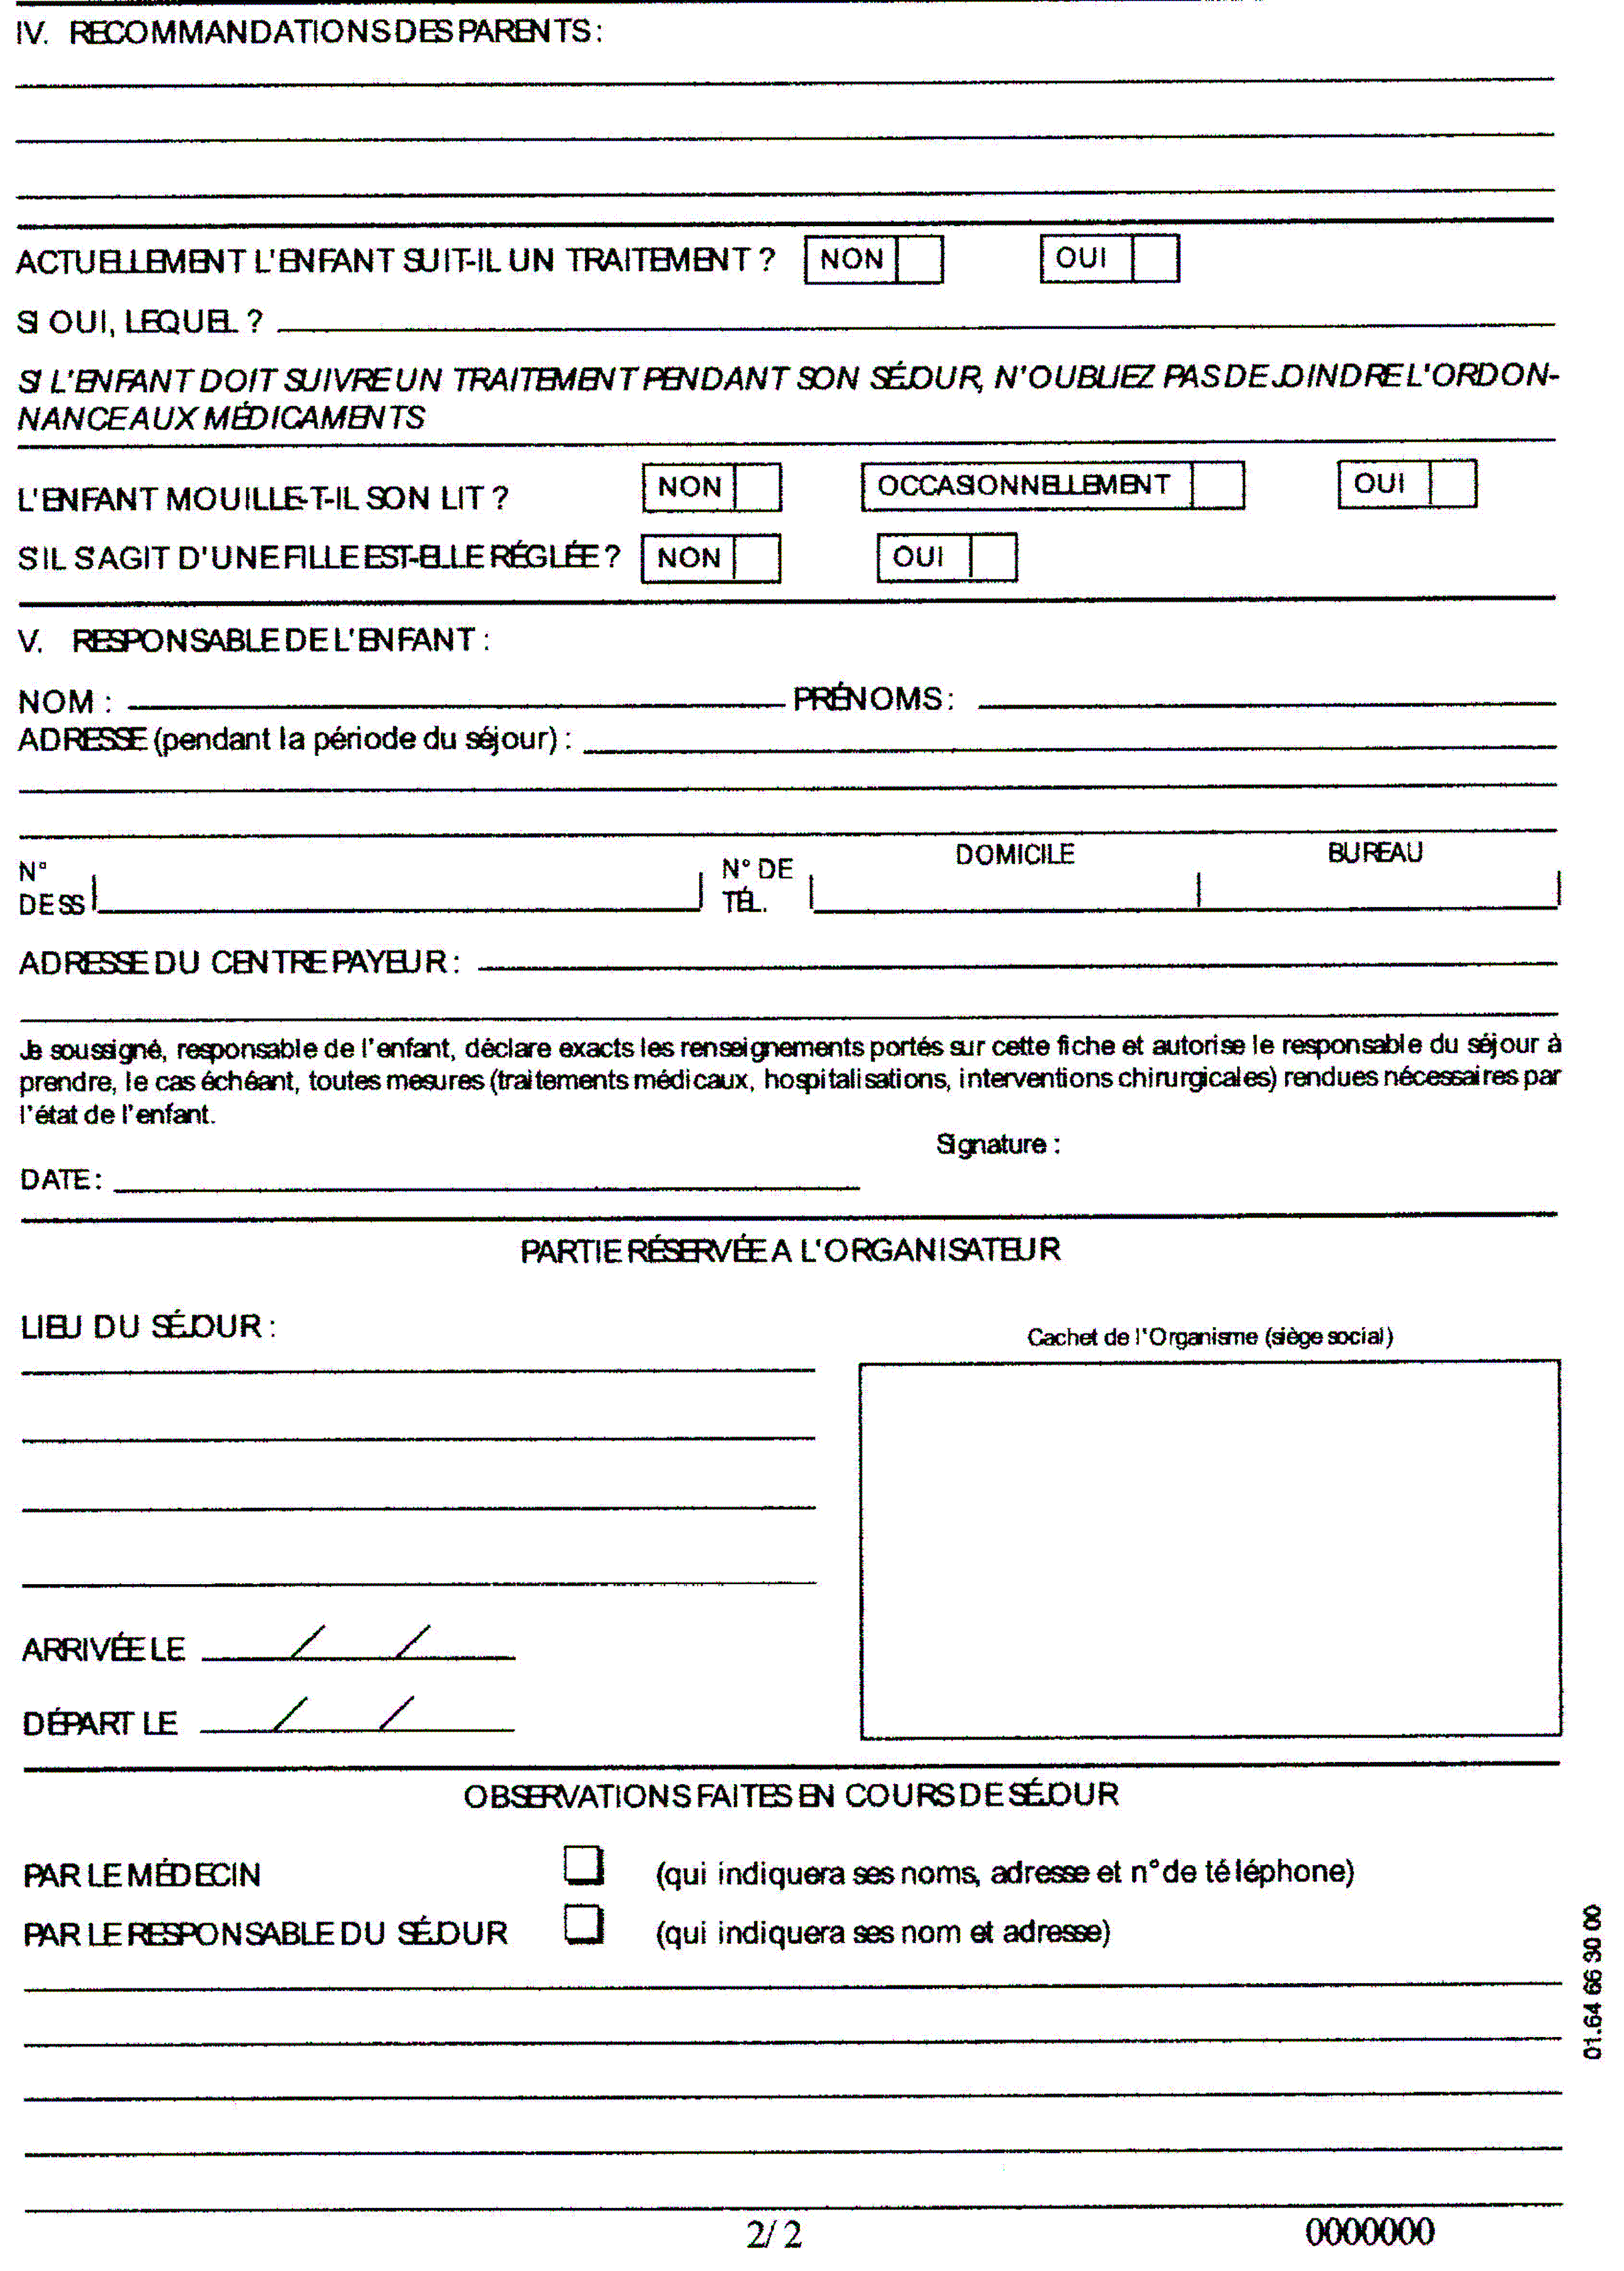 IV. RECOMMANDATIONS DES PARENTS :
ACTUELLEMENT L'ENFANT SUIT-IL UN TRAITEMENT ? NON OUI
SI OUI, LEQUEL ?
SI L'ENFANT DOIT SUIVRE UN TRAITEMENT PENDANT SON SÉJOUR, N'OUBLIEZ PAS DE JOINDRE L'ORDON-
NANCE AUX MÉDICAMENTS
L'ENFANT MOUILLE-T-IL SON LIT ? NON OCCASIONNELLEMENT OUI
S'IL S'AGIT D'UNE FILLE EST-ELLE RÉGLÉE ? NON OUI
V. RESPONSABLE DE L'ENFANT :
NOM : PRÉNOMS :
ADRESSE (pendant la période du séjour) :
DOMICILE BUREAU
N° N° DE
DE SS TÉL.
ADRESSE DU CENTRE PAYEUR :
Je soussigné, responsable de l'enfant, déclare exacts les renseignements portés sur cette fiche et autorise le responsable du séjour à
prendre, le cas échéant, toutes mesures (traitements médicaux, hospitalisations, interventions chirurgicales) rendues nécessaires par
l'état de l'enfant.
Signature :
DATE :
PARTIE RÉSERVÉE A L'ORGANISATEUR
LIEU DU SÉJOUR :
Cachet de l'Organisme (siège social)
ARRIVÉE LE / /
DÉPART LE / /
OBSERVATIONS FAITES EN COURS DE SÉJOUR
PAR LE MÉDECIN (qui indiquera ses noms, adresse et n° de téléphone)
PAR LE RESPONSABLE DU SÉJOUR (qui indiquera ses nom et adresse)
01.64 66 30 00
2/ 2 0000000